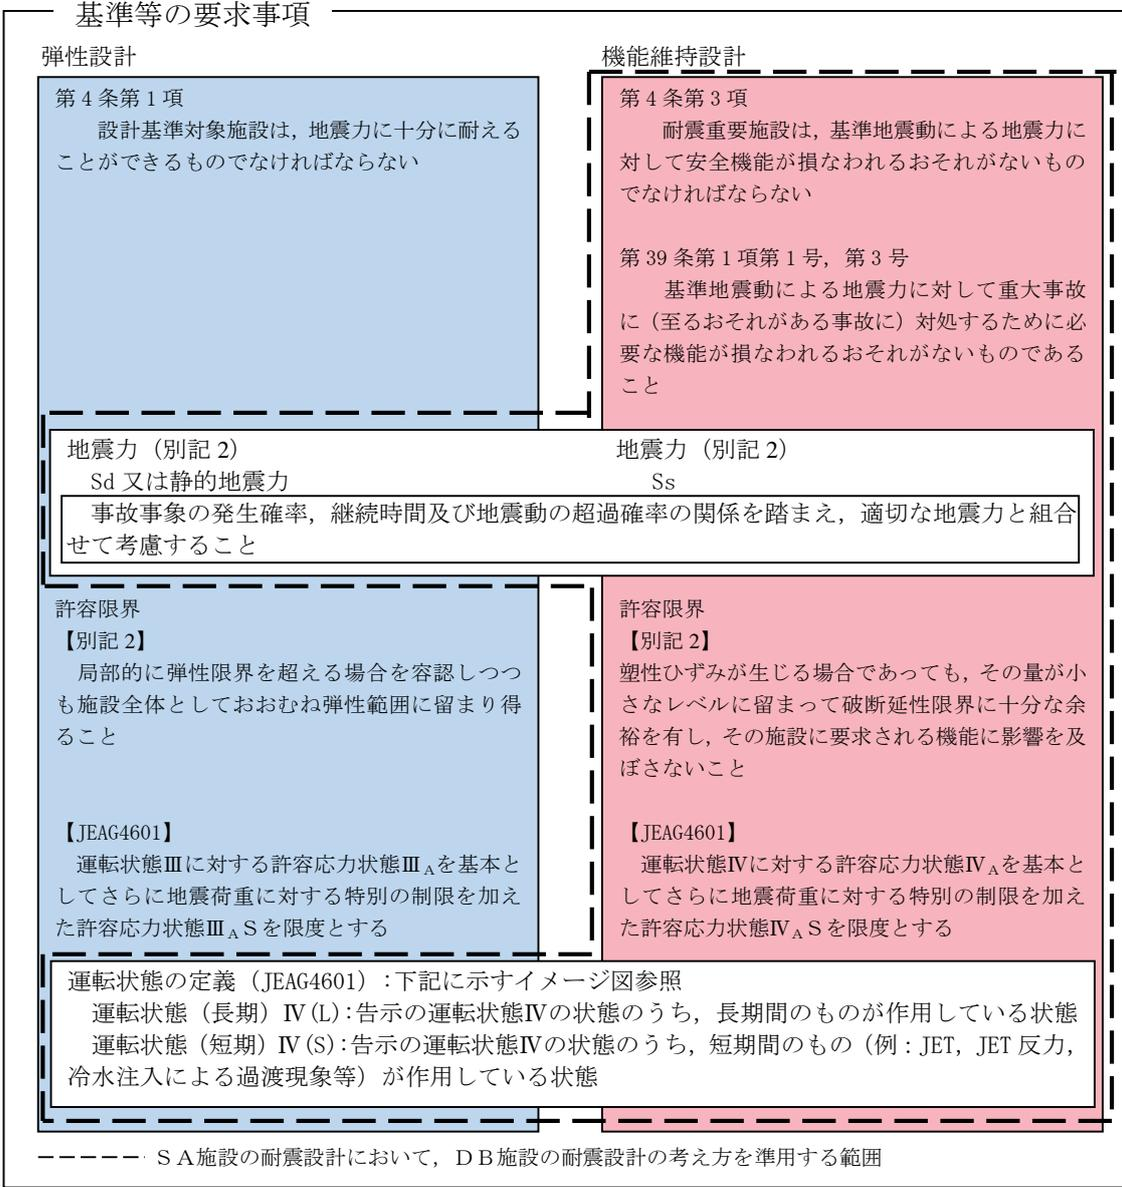 基準等の要求事項
弾性設計
第4条第1項
設計基準対象施設は，地震力に十分に耐える
ことができるものでなければならない
機能維持設計
第4条第3項
耐震重要施設は，基準地震動による地震力に
対して安全機能が損なわれるおそれがないもの
でなければならない
第39条第1項第1号，第3号
基準地震動による地震力に対して重大事故
に（至るおそれがある事故に）対処するために必
要な機能が損なわれるおそれがないものである
こと
地震力（別記2）
Sd又は静的地震力
地震力（別記2）
Ss
事故事象の発生確率，継続時間及び地震動の超過確率の関係を踏まえ，適切な地震力と組合
せて考慮すること
許容限界
【別記2】
局部的に弾性限界を超える場合を容認しつつ
も施設全体としておおむね弾性範囲に留まり得
ること
【JEAG4601】
運転状態Ⅲに対する許容応力状態ⅢAを基本と
してさらに地震荷重に対する特別の制限を加え
た許容応力状態ⅢASを限度とする
許容限界
【別記2】
塑性ひずみが生じる場合であっても，その量が小
さなレベルに留まって破断延性限界に十分な余
裕を有し，その施設に要求される機能に影響を及
ぼさないこと
【JEAG4601】
運転状態Ⅳに対する許容応力状態ⅣAを基本と
してさらに地震荷重に対する特別の制限を加え
た許容応力状態ⅣASを限度とする
運転状態の定義（JEAG4601）：下記に示すイメージ図参照
運転状態（長期）Ⅳ(L)：告示の運転状態Ⅳの状態のうち，長期間のものが作用している状態
運転状態（短期）Ⅳ(S)：告示の運転状態Ⅳの状態のうち，短期間のもの（例：JET，JET反力，
冷水注入による過渡現象等）が作用している状態
ＳＡ施設の耐震設計において，ＤＢ施設の耐震設計の考え方を準用する範囲